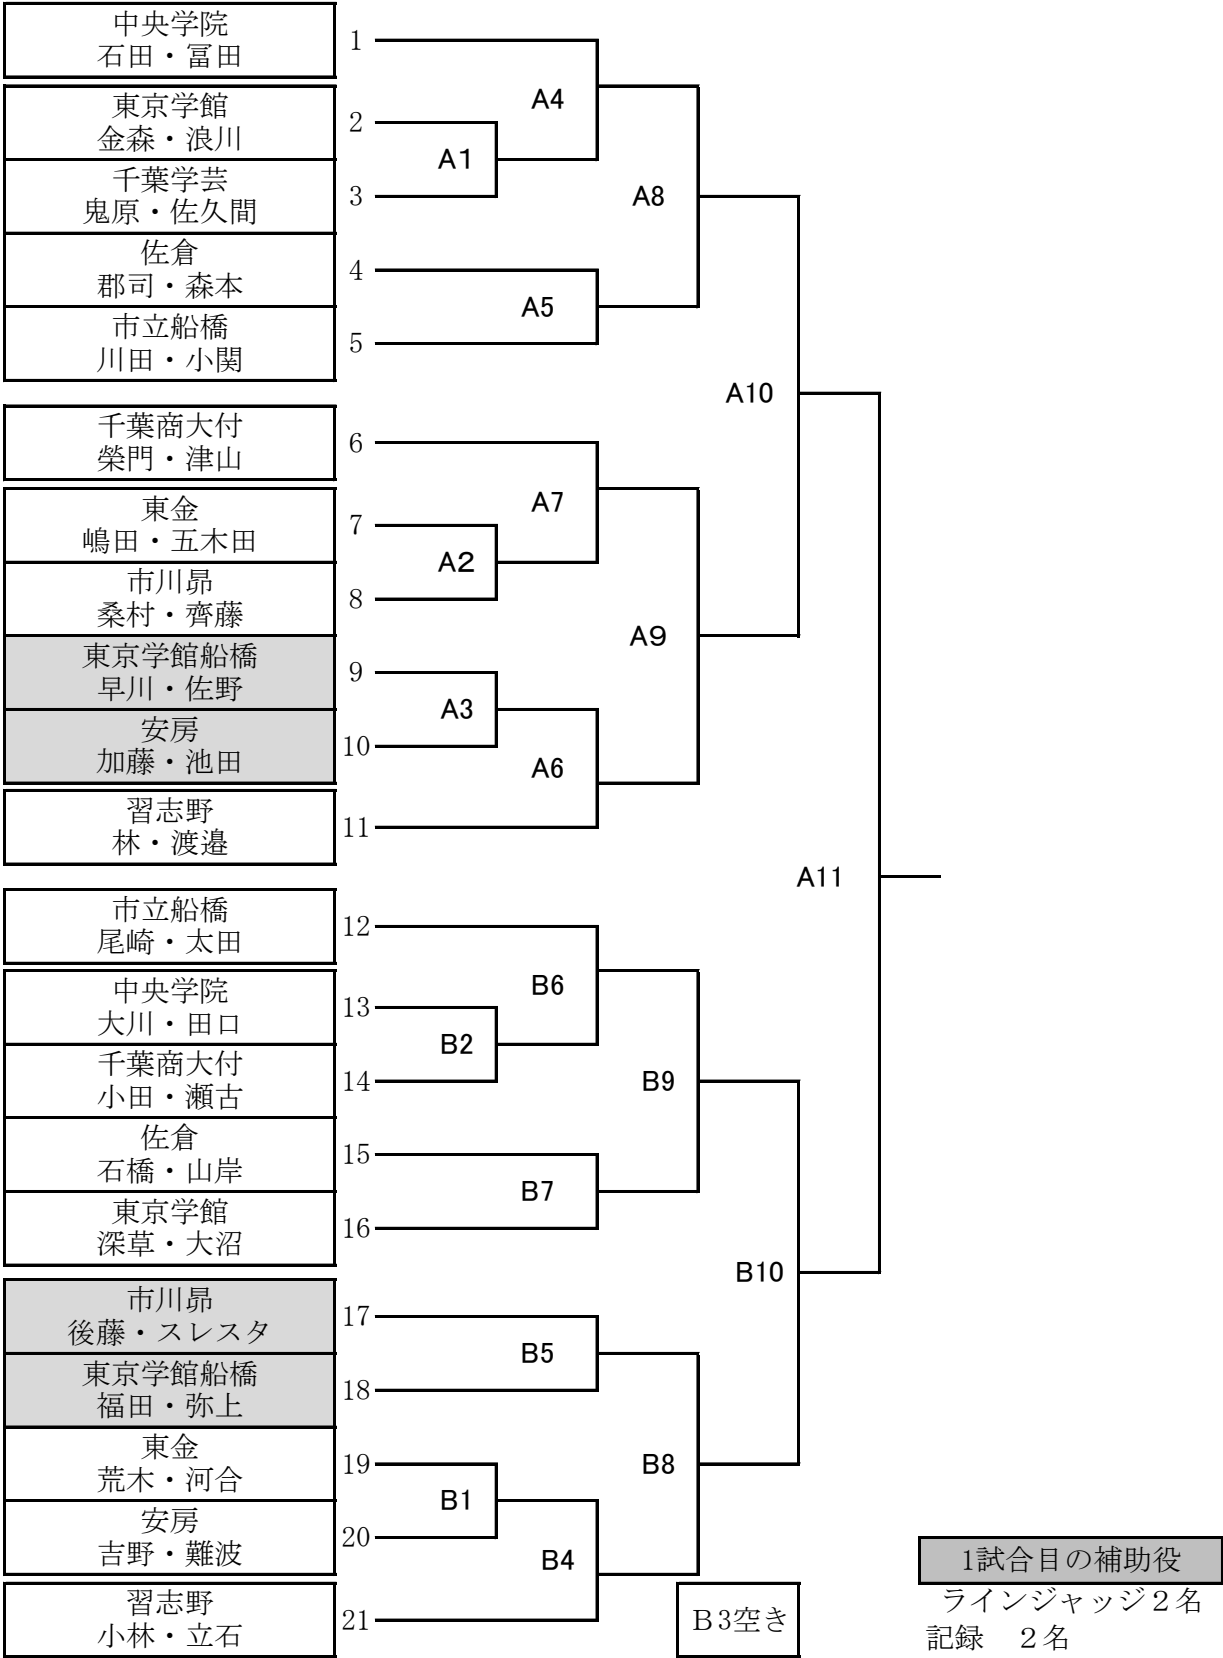 中央学院
石田・冨田
1
東京学館
金森・浪川
2
千葉学芸
鬼原・佐久間
3
佐倉
郡司・森本
4
市立船橋
川田・小関
5
A4
A1
A8
A5
A10
千葉商大付
榮門・津山
6
東金
嶋田・五木田
7
市川昴
桑村・齊藤
8
東京学館船橋
早川・佐野
9
安房
加藤・池田
10
習志野
林・渡邉
11
A7
A2
A9
A3
A6
A11
市立船橋
尾崎・太田
12
中央学院
大川・田口
13
千葉商大付
小田・瀬古
14
佐倉
石橋・山岸
15
東京学館
深草・大沼
16
B6
B2
B9
B7
B10
市川昴
後藤・スレスタ
17
東京学館船橋
福田・弥上
18
東金
荒木・河合
19
安房
吉野・難波
20
習志野
小林・立石
21
B5
B8
B1
B4
Ｂ3空き
1試合目の補助役
ラインジャッジ２名
記録　２名